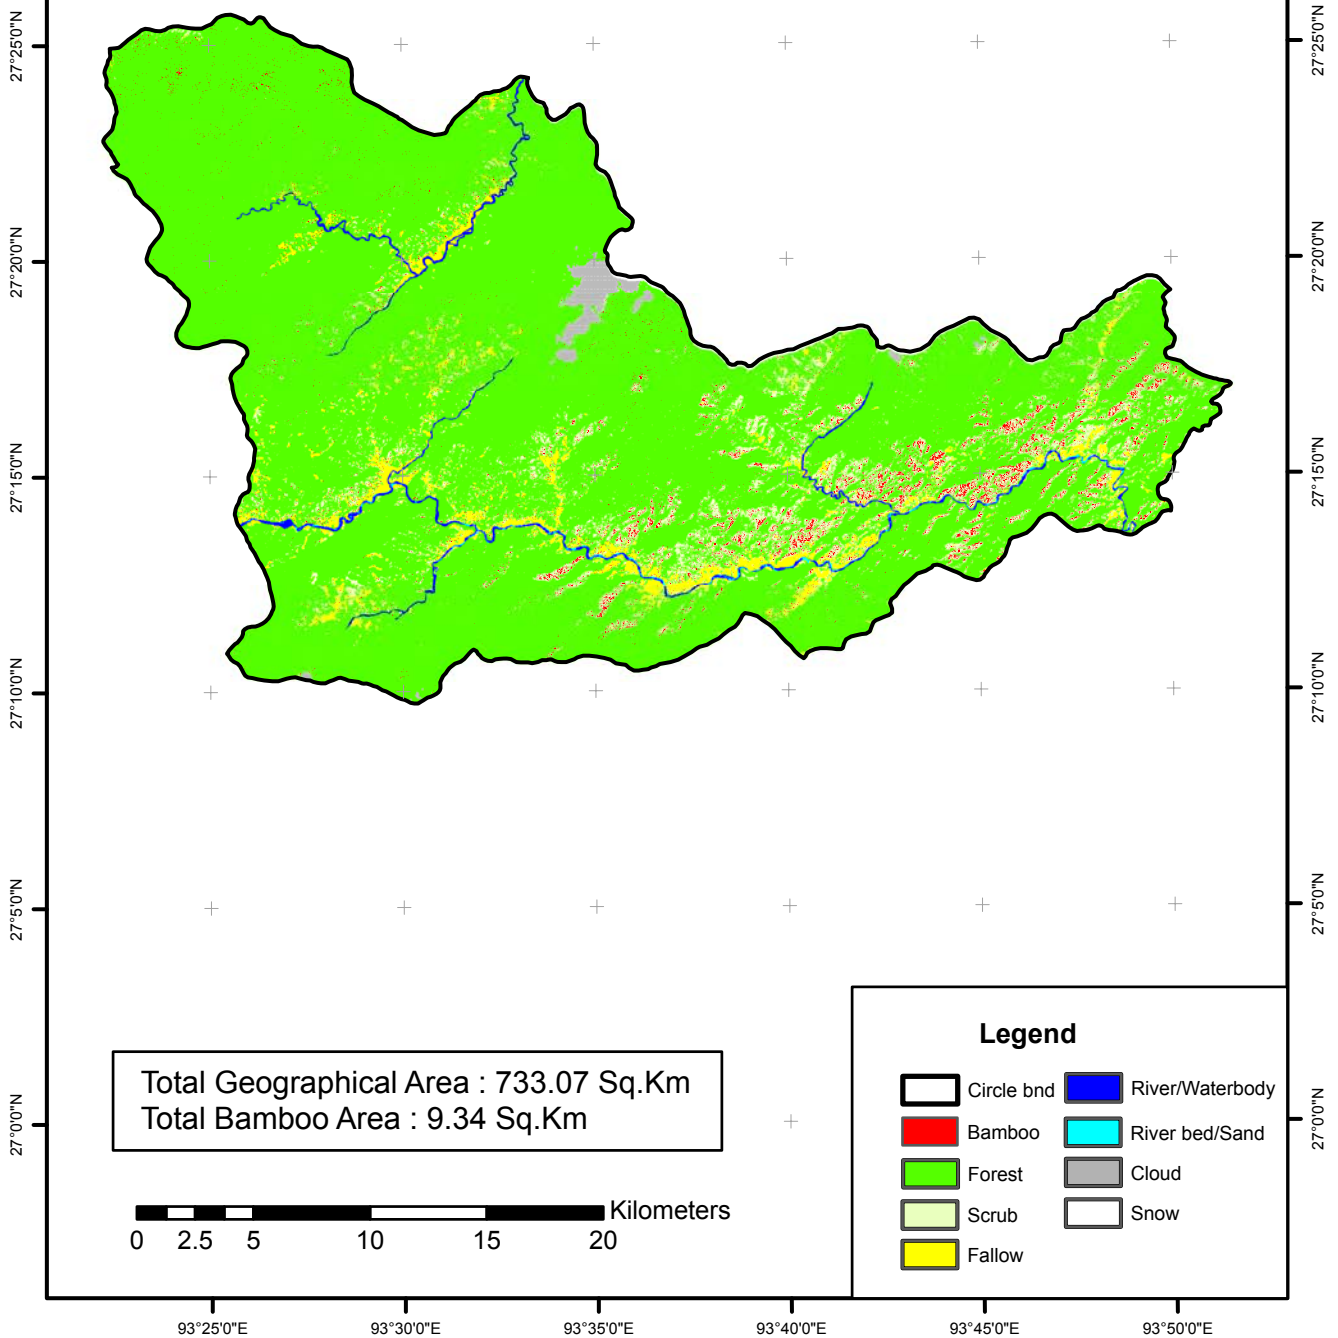 27°25'0"N
27°25'0"N
27°20'0"N
27°20'0"N
27°15'0"N
27°15'0"N
27°10'0"N
27°10'0"N
27°5'0"N
27°5'0"N
27°0'0"N
27°0'0"N
Total Geographical Area : 733.07 Sq.Km
Total Bamboo Area : 9.34 Sq.Km
Kilometers
0 2.5 5 10 15 20
Legend
Circle bnd
Bamboo
Forest
Scrub
Fallow
River/Waterbody
River bed/Sand
Cloud
Snow
93°25'0"E 93°30'0"E 93°35'0"E 93°40'0"E 93°45'0"E 93°50'0"E